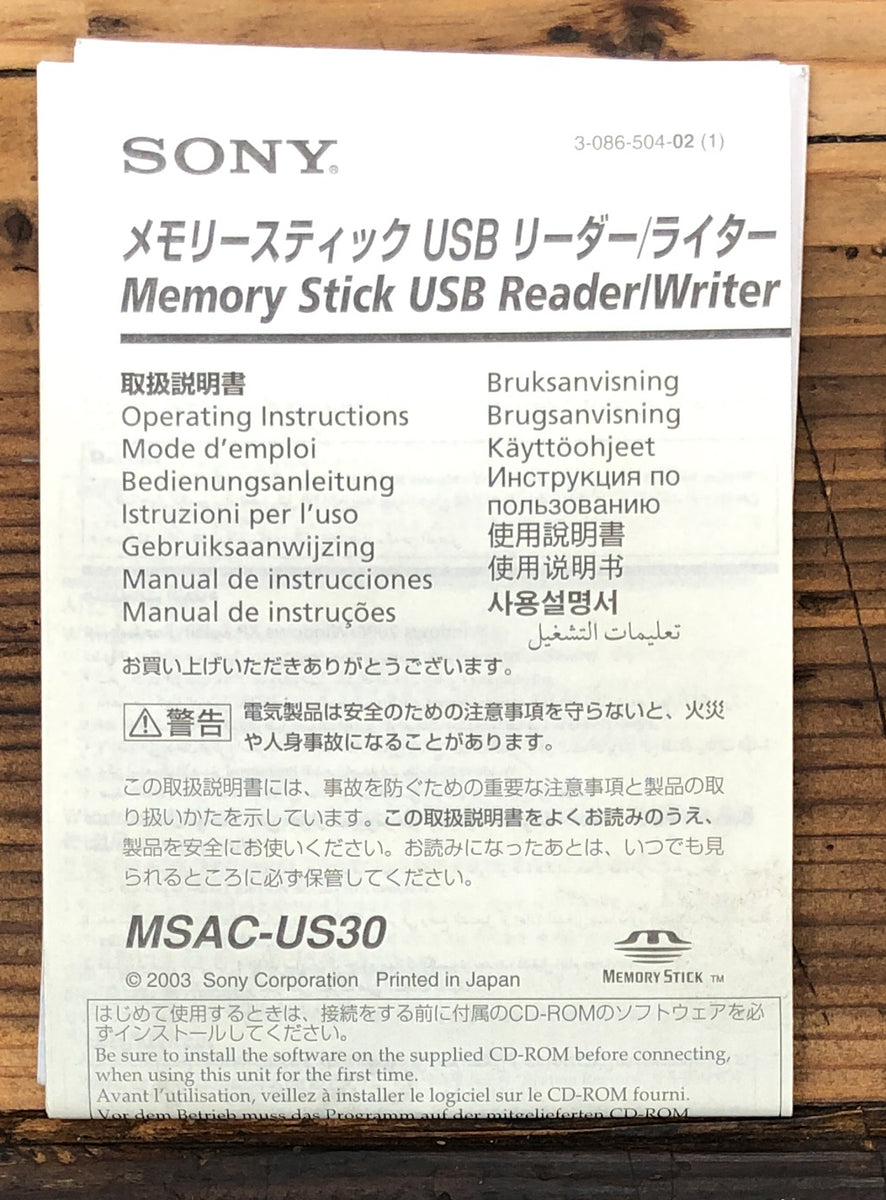 SONY®
3-086-504-02 (1)
メモリースティック USB リーダー/ライター
Memory Stick USB Reader/Writer
取扱説明書
Operating Instructions
Mode d'emploi
Bedienungsanleitung
Istruzioni per l'uso
Gebruiksaanwijzing
Manual de instrucciones
Manual de instruções
Bruksanvisning
Brugsanvisning
Käyttöohjeet
Инструкция по
пользованию
使用說明書
使用说明书
사용설명서
تعليمات التشغيل
お買い上げいただきありがとうございます。
警告
電気製品は安全のための注意事項を守らないと、火災
や人身事故になることがあります。
この取扱説明書には、事故を防ぐための重要な注意事項と製品の取
り扱いかたを示しています。この取扱説明書をよくお読みのうえ、
製品を安全にお使いください。お読みになったあとは、いつでも見
られるところに必ず保管してください。
MSAC-US30
© 2003 Sony Corporation Printed in Japan
MEMORY STICK TM
はじめて使用するときは、接続をする前に付属のCD-ROMのソフトウェアを必
ずインストールしてください。
Be sure to install the software on the supplied CD-ROM before connecting,
when using this unit for the first time.
Avant l'utilisation, veillez à installer le logiciel sur le CD-ROM fourni.
Vor dem Betrieb muss das Programm auf der mitgelieferten CD-ROM